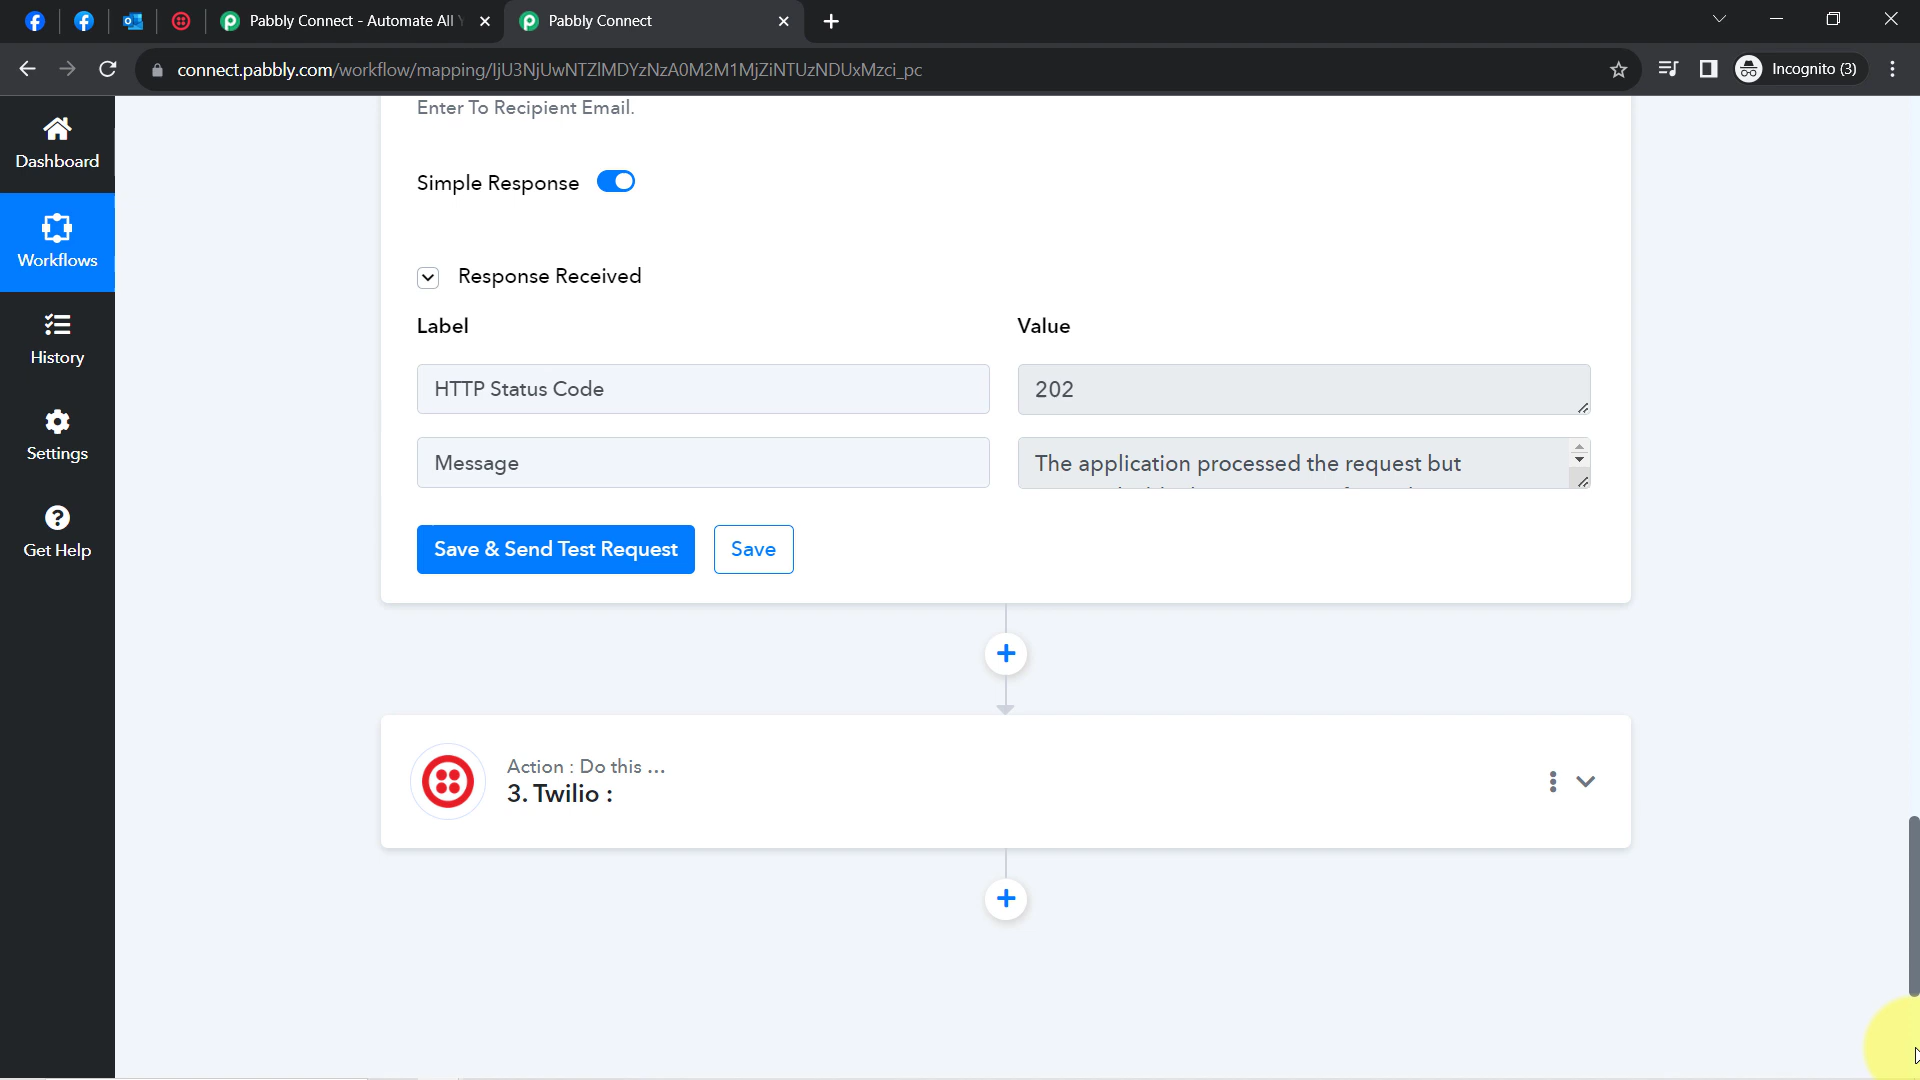 Pabbly Connect - Automate All
Pabbly Connect
connect.pabbly.com/workflow/mapping/IjU3NjUwNTZlMDYzNzA0M2M1MjZiNTUzNDUxMzci_pc
Incognito (3)
Dashboard
Workflows
History
Settings
Get Help
Enter To Recipient Email.
Simple Response
Response Received
Label
Value
HTTP Status Code
202
Message
The application processed the request but
Save & Send Test Request
Save
Action : Do this ...
3. Twilio :